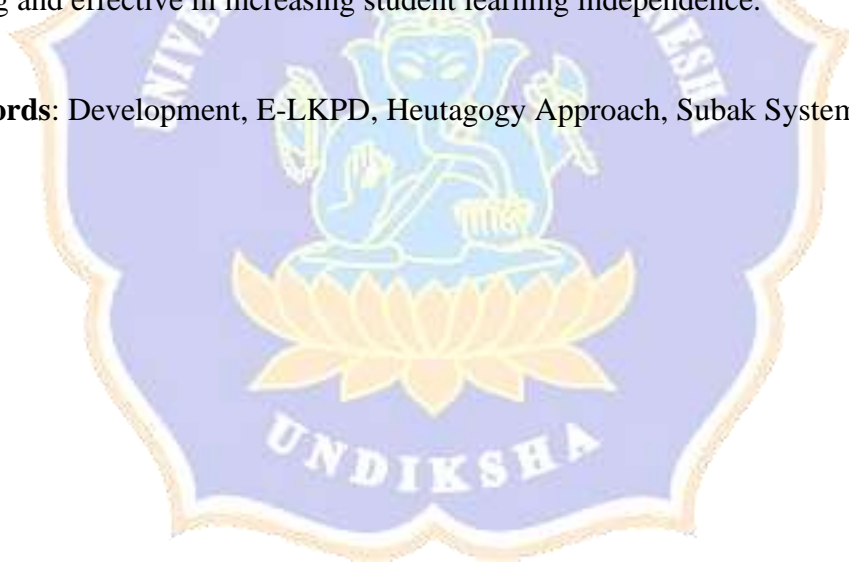 g and effective in increasing student learning independence.
ords: Development, E-LKPD, Heutagogy Approach, Subak System
UNDIKSHA